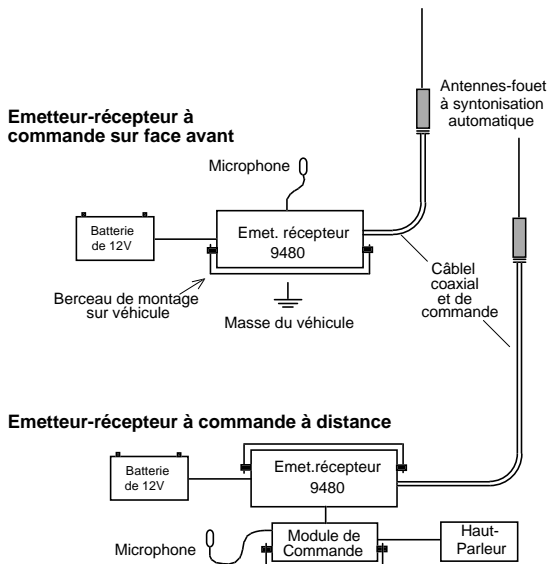 Antennes-fouet
à syntonisation
automatique
Emetteur-récepteur à
commande sur face avant
Microphone
Batterie
de 12V
Emet. récepteur
9480
Berceau de montage
sur véhicule
Masse du véhicule
Câblel
coaxial
et de
commande
Emetteur-récepteur à commande à distance
Batterie
de 12V
Emet.récepteur
9480
Microphone
Module de
Commande
Haut-
Parleur